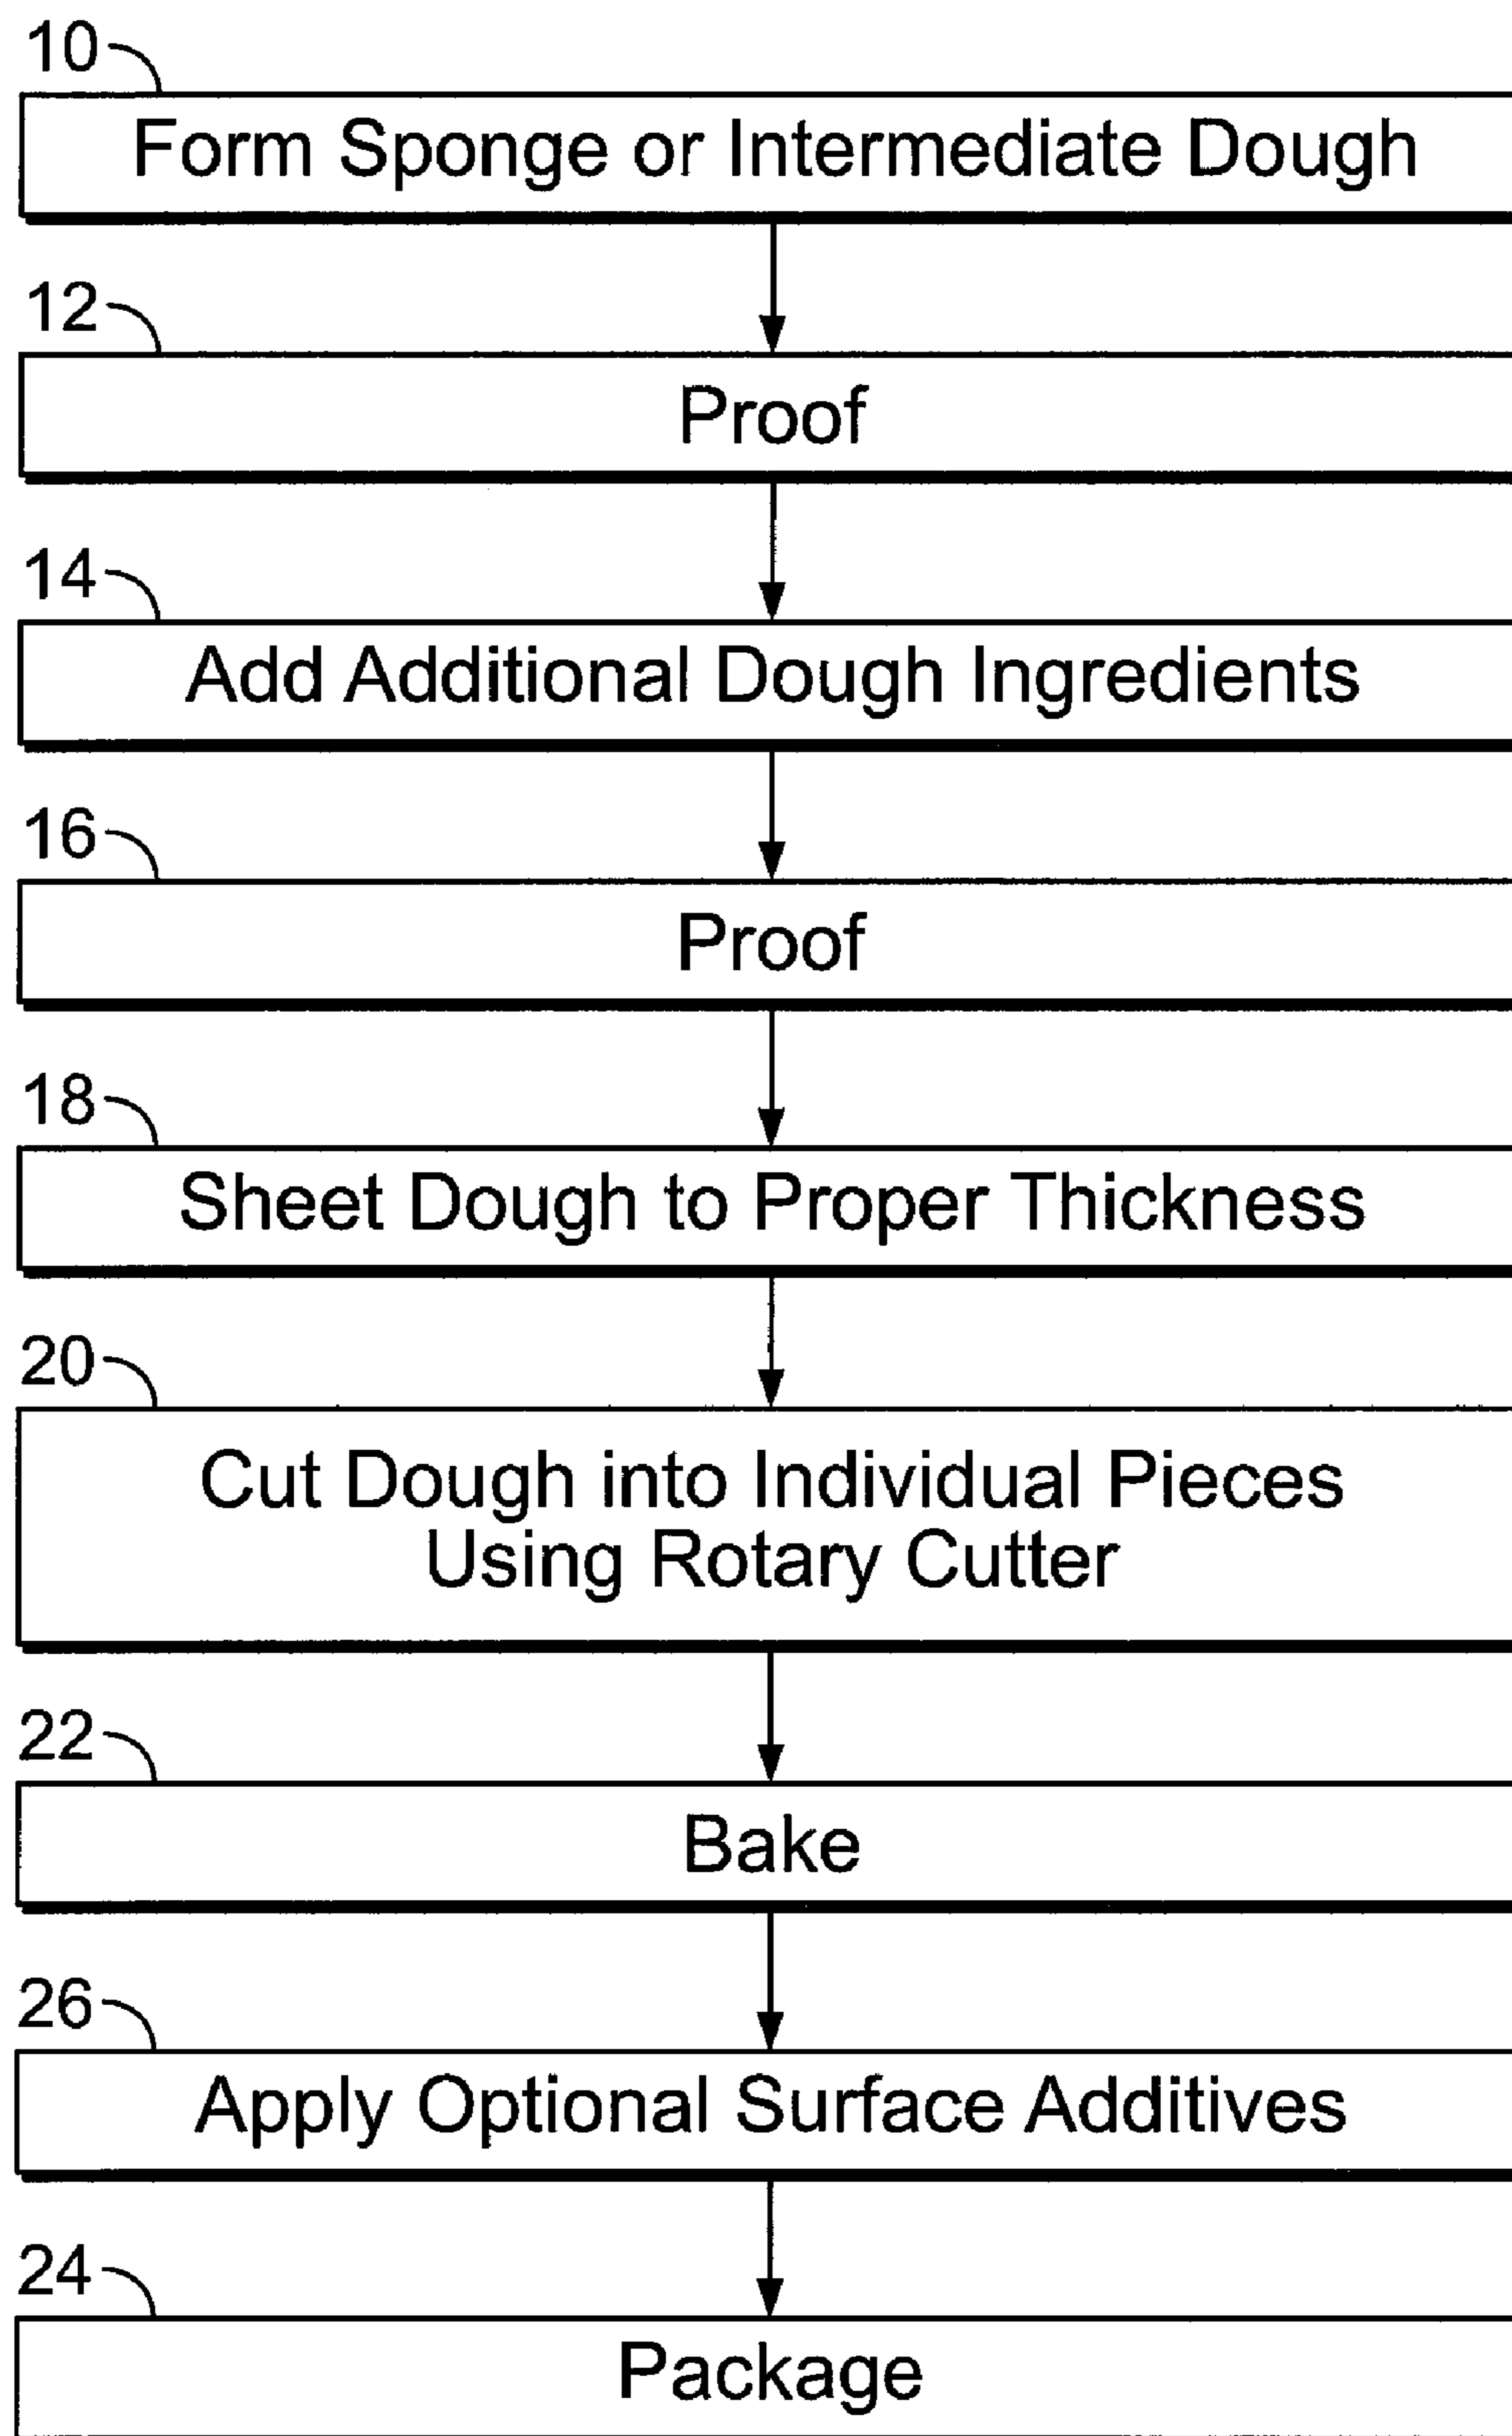 10
Form Sponge or Intermediate Dough
12
Proof
14
Add Additional Dough Ingredients
16
Proof
18
Sheet Dough to Proper Thickness
20
Cut Dough into Individual Pieces
Using Rotary Cutter
22
Bake
26
Apply Optional Surface Additives
24
Package